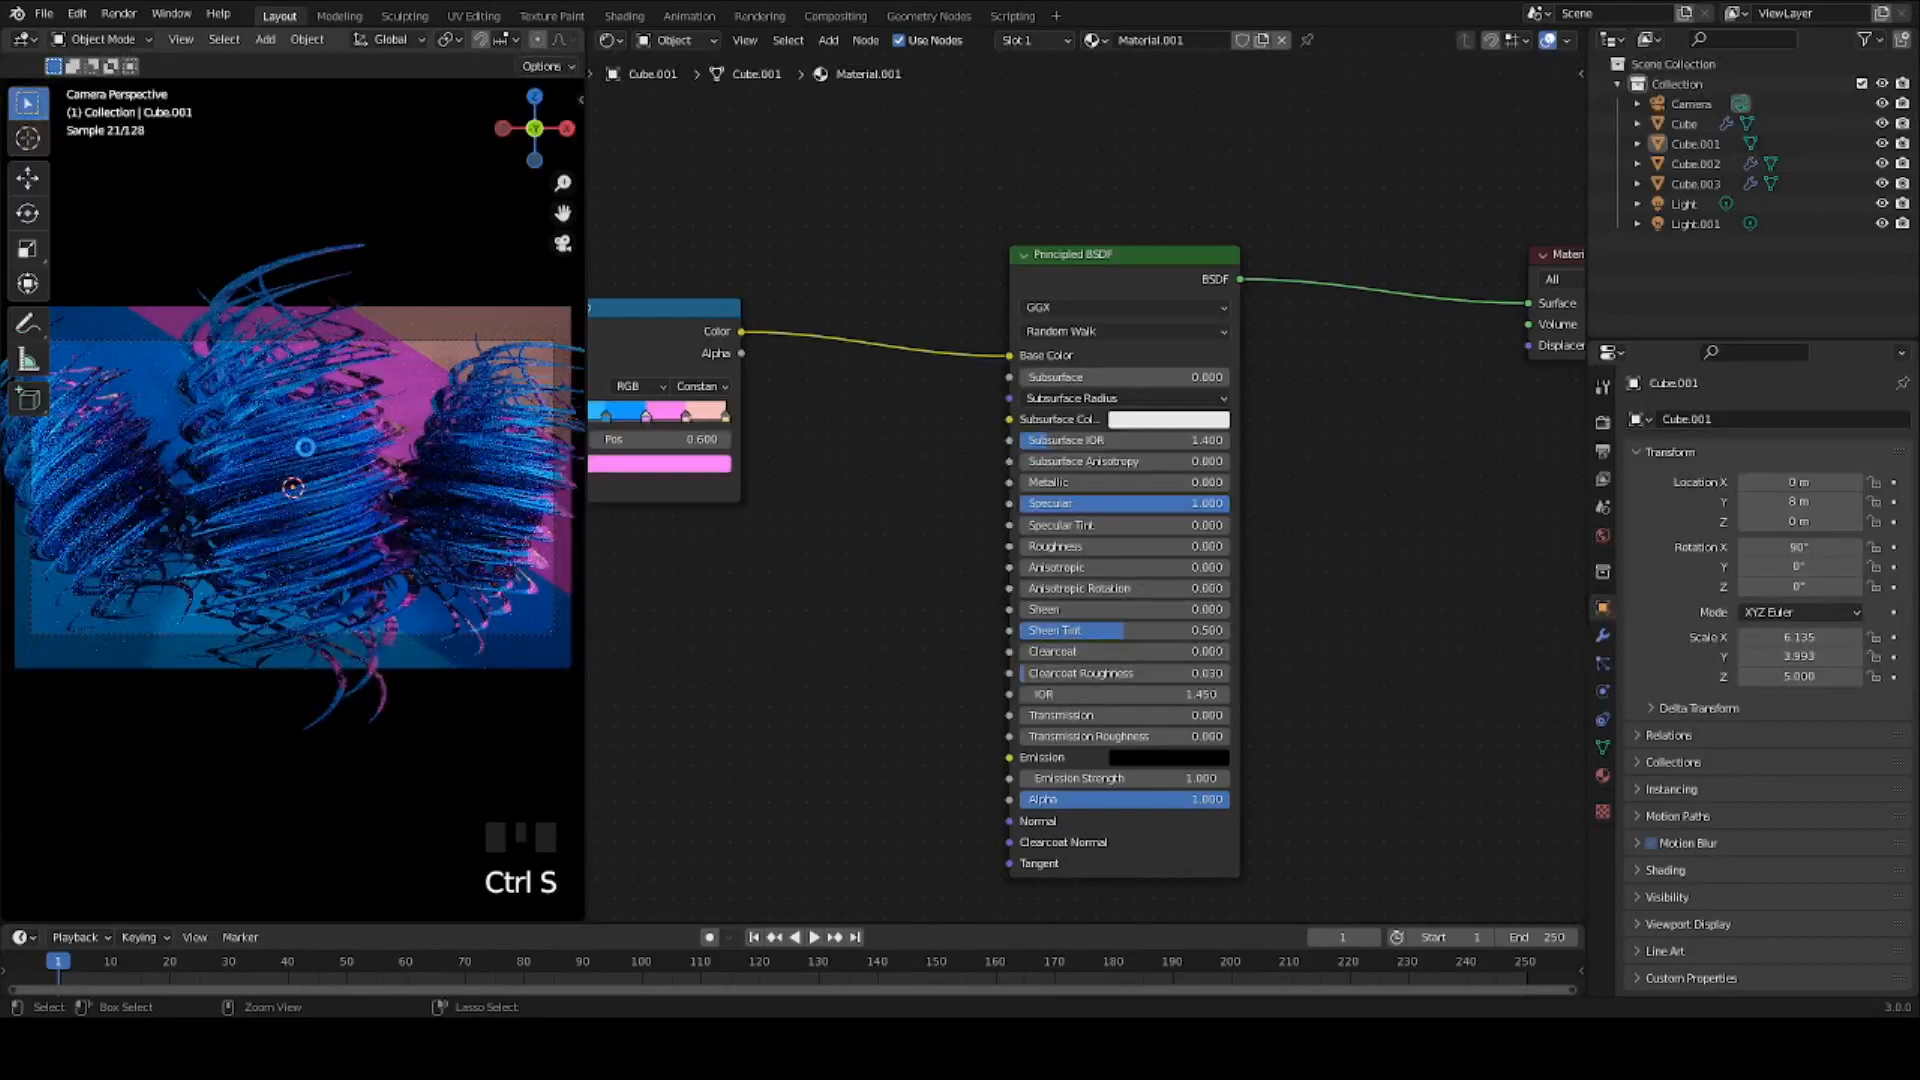 File Edit Render Window Help Layout Modeling Sculpting UV Editing Texture Paint Shading Animation Rendering Compositing Geometry Nodes Scripting + Scene ViewLayer
Object Mode View Select Add Object Global Object View Select Add Node Use Nodes Slot 1 Material.001
Options Cube.001 > Cube.001 > Material.001
Camera Perspective
(1) Collection | Cube.001
Sample 21/128
Z
Y
X
Scene Collection
Collection
Camera
Cube
Cube.001
Cube.002
Cube.003
Light
Light.001
Color
Alpha
RGB Constan
Pos 0.600
Principled BSDF
BSDF
GGX
Random Walk
Base Color
Subsurface 0.000
Subsurface Radius
Subsurface Col...
Subsurface IOR 1.400
Subsurface Anisotropy 0.000
Metallic 0.000
Specular 1.000
Specular Tint 0.000
Roughness 0.000
Anisotropic 0.000
Anisotropic Rotation 0.000
Sheen 0.000
Sheen Tint 0.500
Clearcoat 0.000
Clearcoat Roughness 0.030
IOR 1.450
Transmission 0.000
Transmission Roughness 0.000
Emission
Emission Strength 1.000
Alpha 1.000
Normal
Clearcoat Normal
Tangent
Materi
All
Surface
Volume
Displacer
Cube.001
Cube.001
Transform
Location X 0 m
Y 8 m
Z 0 m
Rotation X 90°
Y 0°
Z 0°
Mode XYZ Euler
Scale X 6.135
Y 3.993
Z 5.000
Delta Transform
Relations
Collections
Instancing
Motion Paths
Motion Blur
Shading
Visibility
Viewport Display
Line Art
Custom Properties
Ctrl S
Playback Keying View Marker 1 Start 1 End 250
1 10 20 30 40 50 60 70 80 90 100 110 120 130 140 150 160 170 180 190 200 210 220 230 240 250
Select Box Select Zoom View Lasso Select 3.0.0